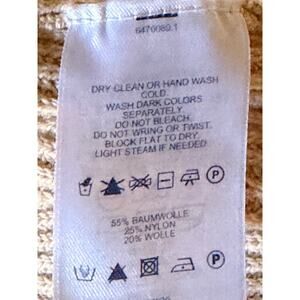 6470089.1
DRY CLEAN OR HAND WASH
COLD.
WASH DARK COLORS
SEPARATELY.
DO NOT BLEACH.
DO NOT WRING OR TWIST.
BLOCK FLAT TO DRY.
LIGHT STEAM IF NEEDED.
P
55% BAUMWOLLE
25% NYLON
20% WOLLE
P